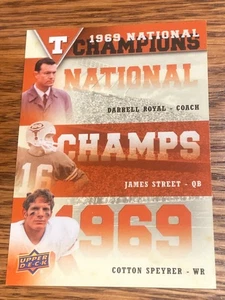 T
1969 NATIONAL
CHAMPIONS
NATIONAL
DARRELL ROYAL - COACH
CHAMPS
16
JAMES STREET - QB
1969
UPPER
DECK
COTTON SPEYRER - WR